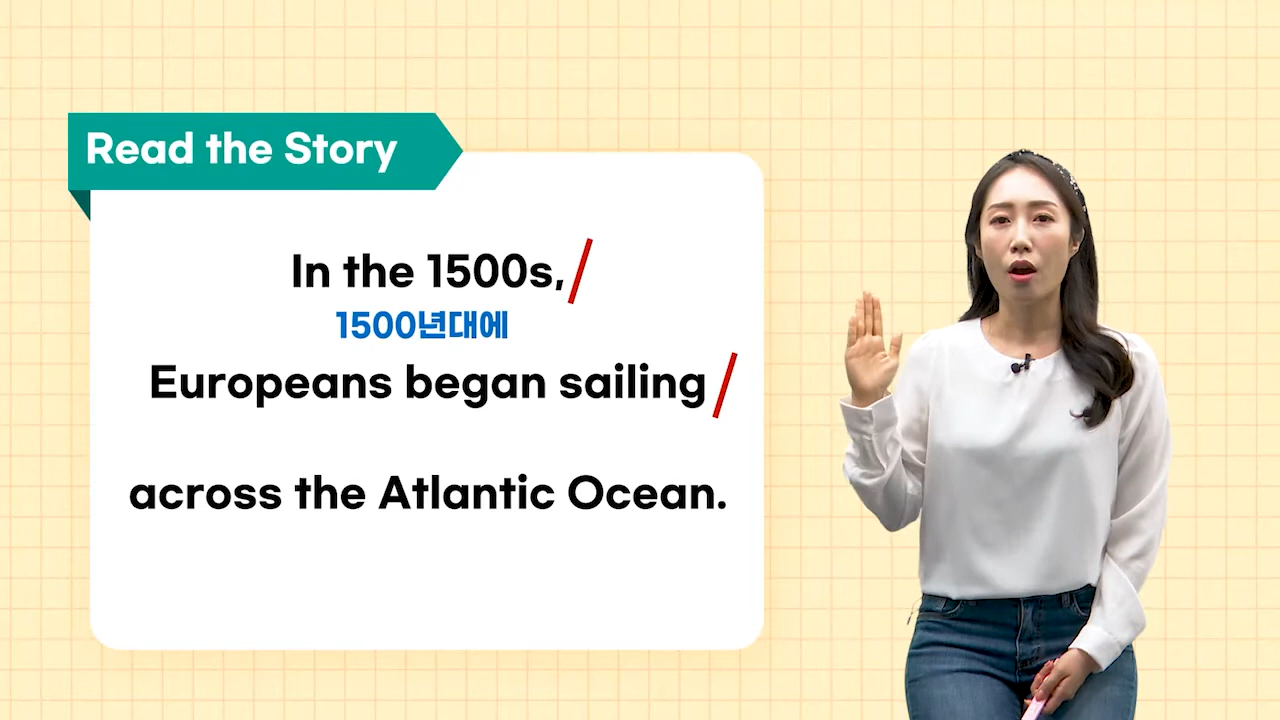 Read the Story
In the 1500s,
1500년대에
Europeans began sailing
across the Atlantic Ocean.